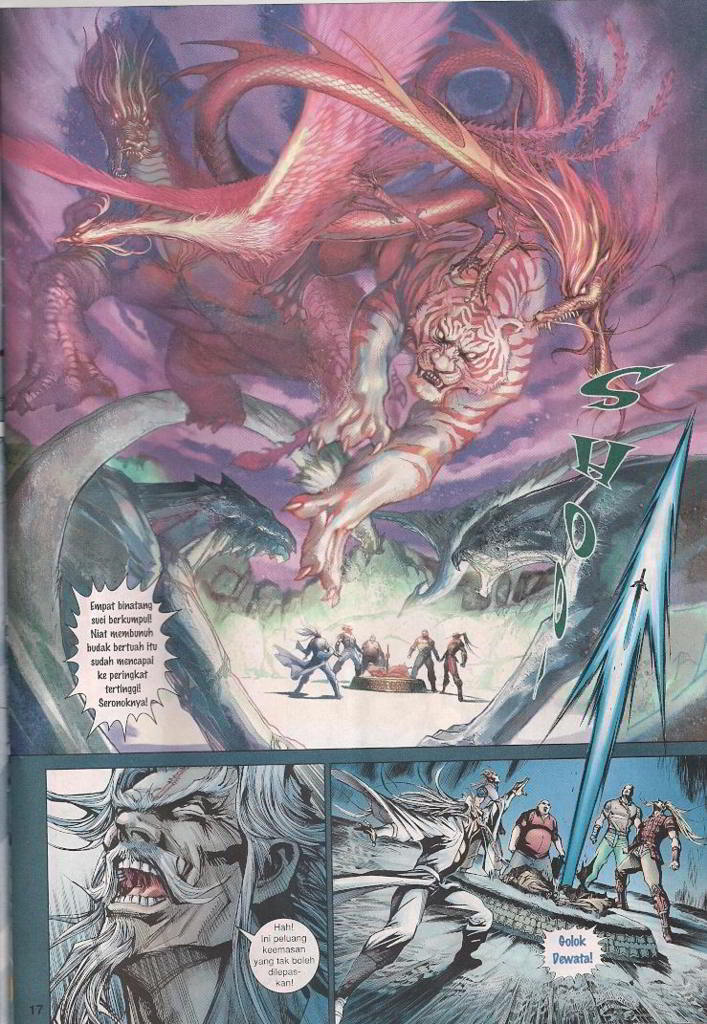 SHOO
Empat binatang
suci berkumpul!
Niat membunuh
budak bertuah itu
sudah mencapai
ke peringkat
tertinggi!
Seronoknya!
Hah!
Ini peluang
keemasan
yang tak boleh
dilepas-
kan!
Golok
Dewata!
17